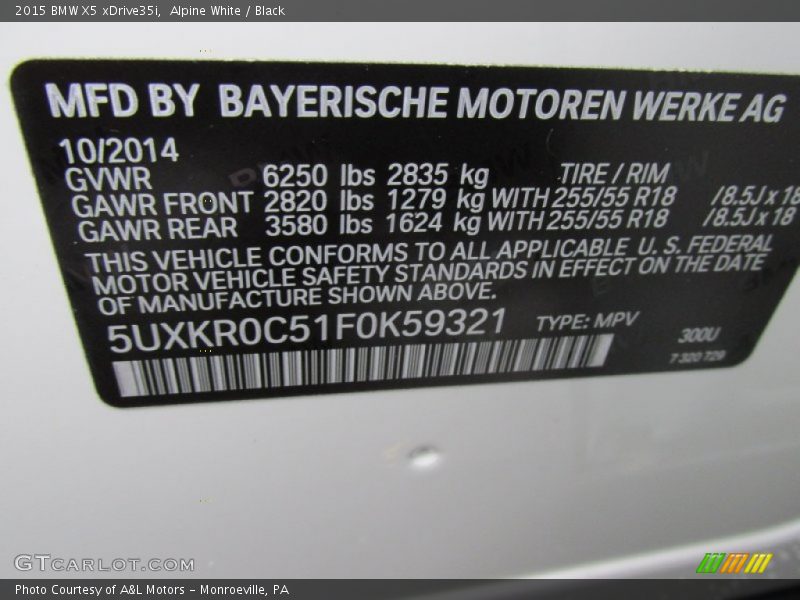 2015 BMW X5 xDrive35i, Alpine White / Black
MFD BY BAYERISCHE MOTOREN WERKE AG
10/2014
GVWR 6250 lbs 2835 kg TIRE / RIM
GAWR FRONT 2820 lbs 1279 kg WITH 255/55 R18 /8.5J x 18
GAWR REAR 3580 lbs 1624 kg WITH 255/55 R18 /8.5J x 18
THIS VEHICLE CONFORMS TO ALL APPLICABLE U. S. FEDERAL
MOTOR VEHICLE SAFETY STANDARDS IN EFFECT ON THE DATE
OF MANUFACTURE SHOWN ABOVE.
5UXKR0C51F0K59321 TYPE: MPV
300U
7 320 729
GTCARLOT.COM
Photo Courtesy of A&L Motors - Monroeville, PA